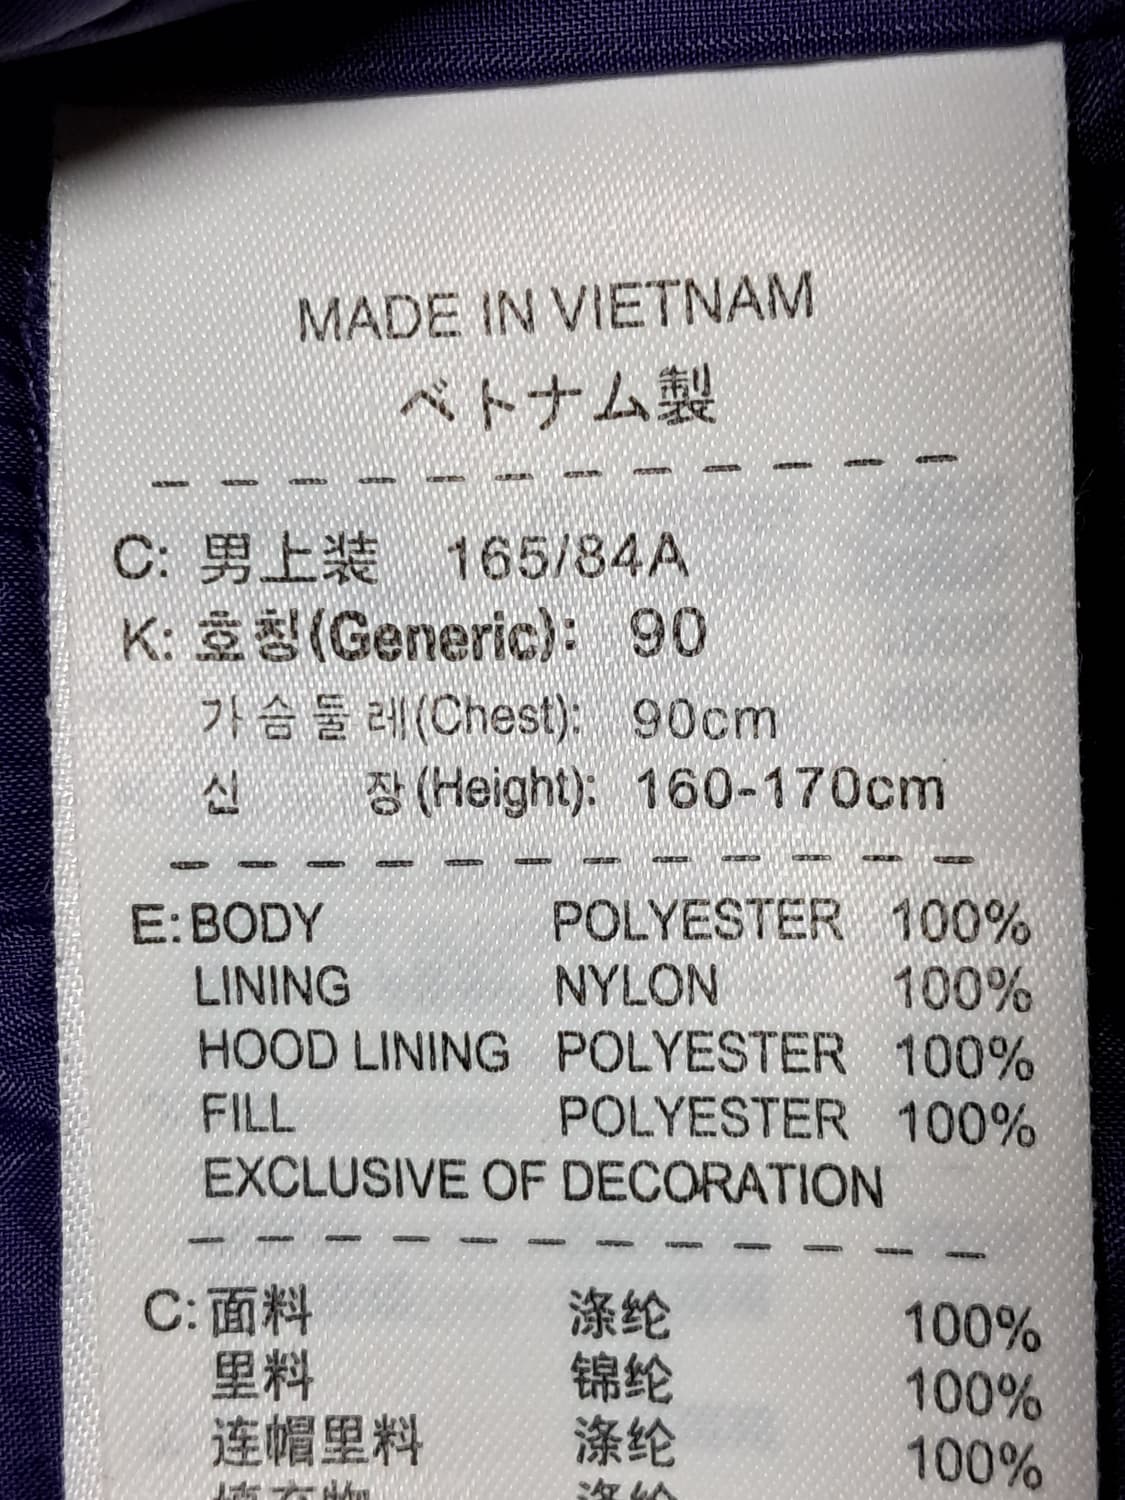 MADE IN VIETNAM
ベトナム製
C: 男上装 165/84A
K: 호칭(Generic): 90
가슴둘레(Chest): 90cm
신 장(Height): 160-170cm
E: BODY POLYESTER 100%
LINING NYLON 100%
HOOD LINING POLYESTER 100%
FILL POLYESTER 100%
EXCLUSIVE OF DECORATION
C: 面料 涤纶 100%
里料 锦纶 100%
连帽里料 涤纶 100%